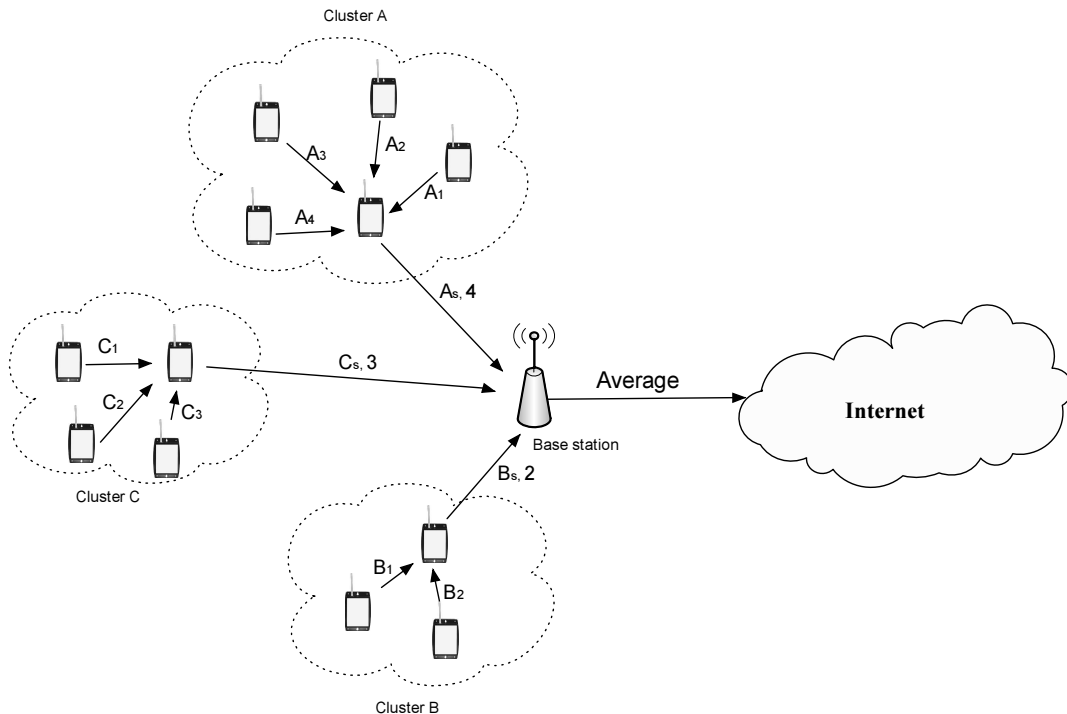 Cluster A
A3
A2
A1
A4
As, 4
C1
C2
C3
Cs, 3
Cluster C
Average
Internet
Base station
Bs, 2
B1
B2
Cluster B